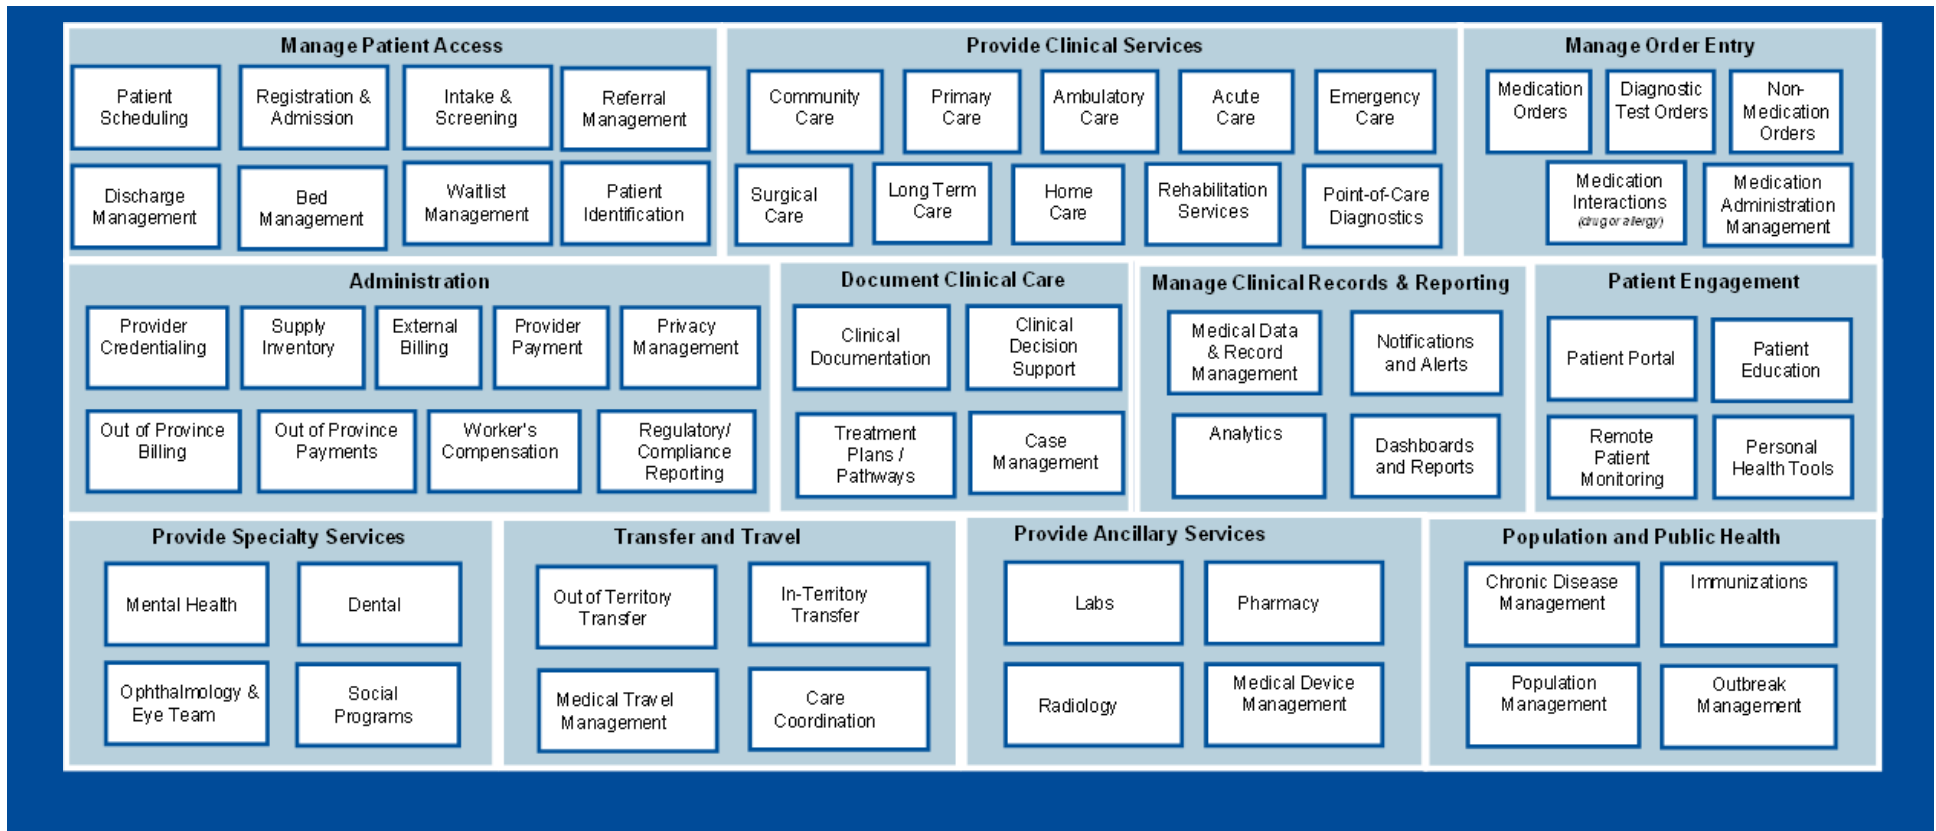 Manage Patient Access
Patient
Scheduling
Registration &
Admission
Intake &
Screening
Referral
Management
Discharge
Management
Bed
Management
Waitlist
Management
Patient
Identification
Provide Clinical Services
Community
Care
Primary
Care
Ambulatory
Care
Acute
Care
Emergency
Care
Surgical
Care
Long Term
Care
Home
Care
Rehabilitation
Services
Point-of-Care
Diagnostics
Manage Order Entry
Medication
Orders
Diagnostic
Test Orders
Non-
Medication
Orders
Medication
Interactions
(drug or allergy)
Medication
Administration
Management
Administration
Provider
Credentialing
Supply
Inventory
External
Billing
Provider
Payment
Privacy
Management
Out of Province
Billing
Out of Province
Payments
Worker's
Compensation
Regulatory/
Compliance
Reporting
Document Clinical Care
Clinical
Documentation
Clinical
Decision
Support
Treatment
Plans /
Pathways
Case
Management
Manage Clinical Records & Reporting
Medical Data
& Record
Management
Notifications
and Alerts
Analytics
Dashboards
and Reports
Patient Engagement
Patient Portal
Patient
Education
Remote
Patient
Monitoring
Personal
Health Tools
Provide Specialty Services
Mental Health
Dental
Ophthalmology &
Eye Team
Social
Programs
Transfer and Travel
Out of Territory
Transfer
In-Territory
Transfer
Medical Travel
Management
Care
Coordination
Provide Ancillary Services
Labs
Pharmacy
Radiology
Medical Device
Management
Population and Public Health
Chronic Disease
Management
Immunizations
Population
Management
Outbreak
Management